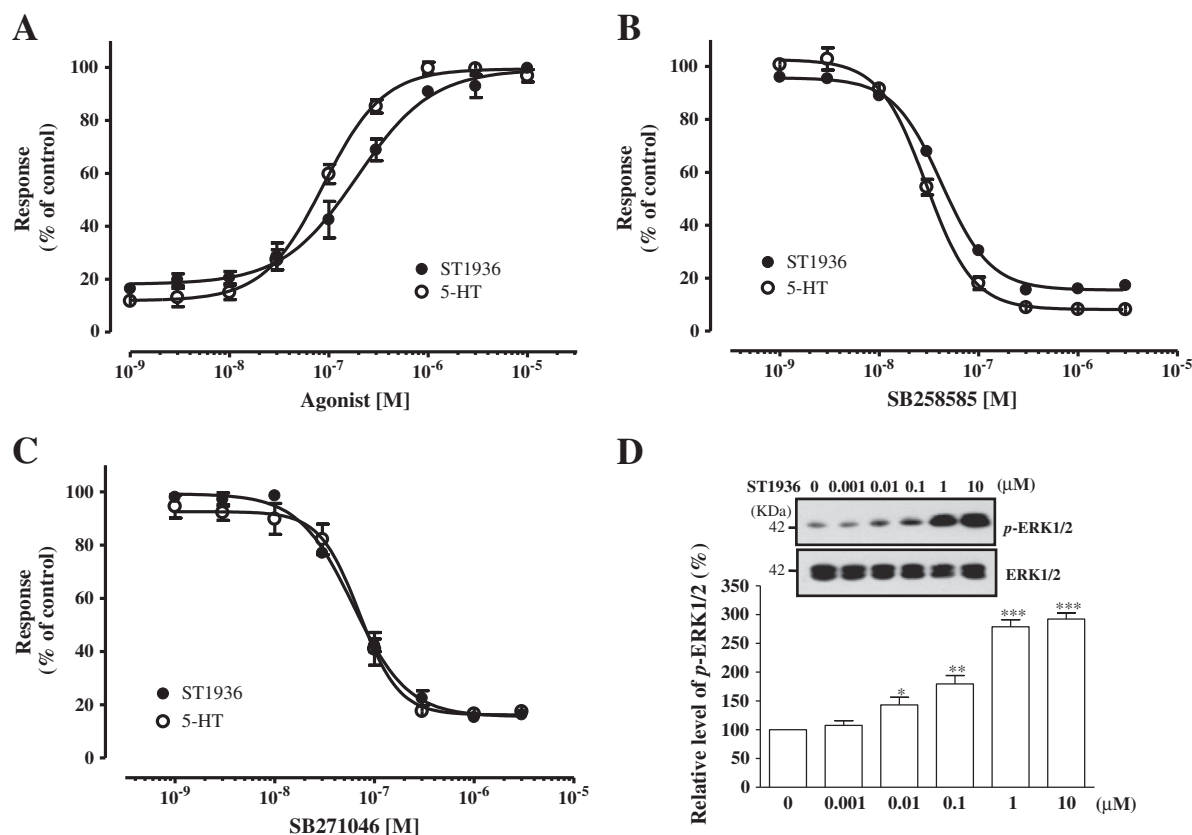 A
Response
(% of control)
100
80
60
40
20
0
ST1936
5-HT
10-9
10-8
10-7
10-6
10-5
Agonist [M]
B
Response
(% of control)
100
80
60
40
20
0
ST1936
5-HT
10-9
10-8
10-7
10-6
10-5
SB258585 [M]
C
Response
(% of control)
100
80
60
40
20
0
ST1936
5-HT
10-9
10-8
10-7
10-6
10-5
SB271046 [M]
D
ST1936 0 0.001 0.01 0.1 1 10 (μM)
(KDa)
42
p-ERK1/2
42
ERK1/2
Relative level of p-ERK1/2 (%)
350
300
250
200
150
100
50
0
*
**
***
***
0 0.001 0.01 0.1 1 10 (μM)